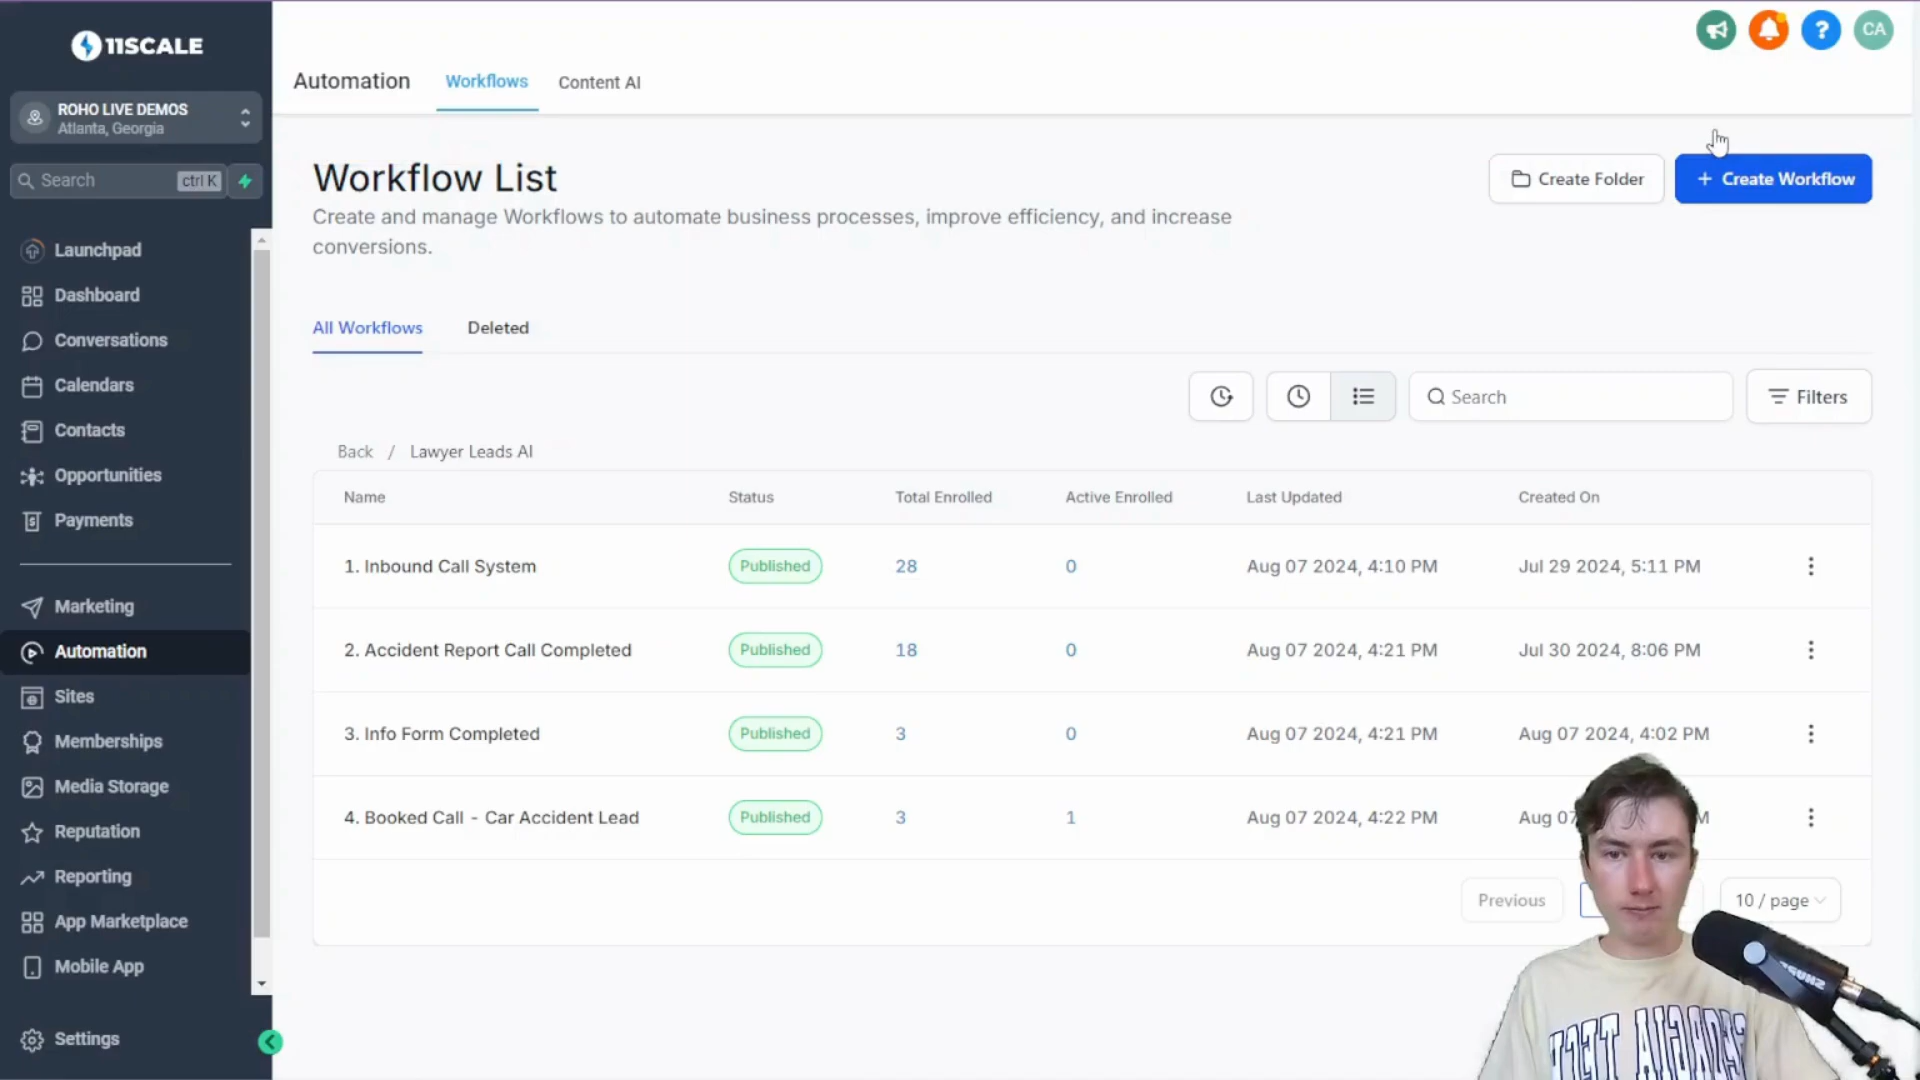 11SCALE
ROHO LIVE DEMOS
Atlanta, Georgia
Search
ctrl K
Launchpad
Dashboard
Conversations
Calendars
Contacts
Opportunities
Payments
Marketing
Automation
Sites
Memberships
Media Storage
Reputation
Reporting
App Marketplace
Mobile App
Settings
Automation
Workflows
Content AI
?
CA
Workflow List
Create and manage Workflows to automate business processes, improve efficiency, and increase
conversions.
Create Folder
+ Create Workflow
All Workflows
Deleted
Search
Filters
Back / Lawyer Leads AI
Name Status Total Enrolled Active Enrolled Last Updated Created On
1. Inbound Call System Published 28 0 Aug 07 2024, 4:10 PM Jul 29 2024, 5:11 PM
2. Accident Report Call Completed Published 18 0 Aug 07 2024, 4:21 PM Jul 30 2024, 8:06 PM
3. Info Form Completed Published 3 0 Aug 07 2024, 4:21 PM Aug 07 2024, 4:02 PM
4. Booked Call - Car Accident Lead Published 3 1 Aug 07 2024, 4:22 PM Aug 07
Previous
10 / page